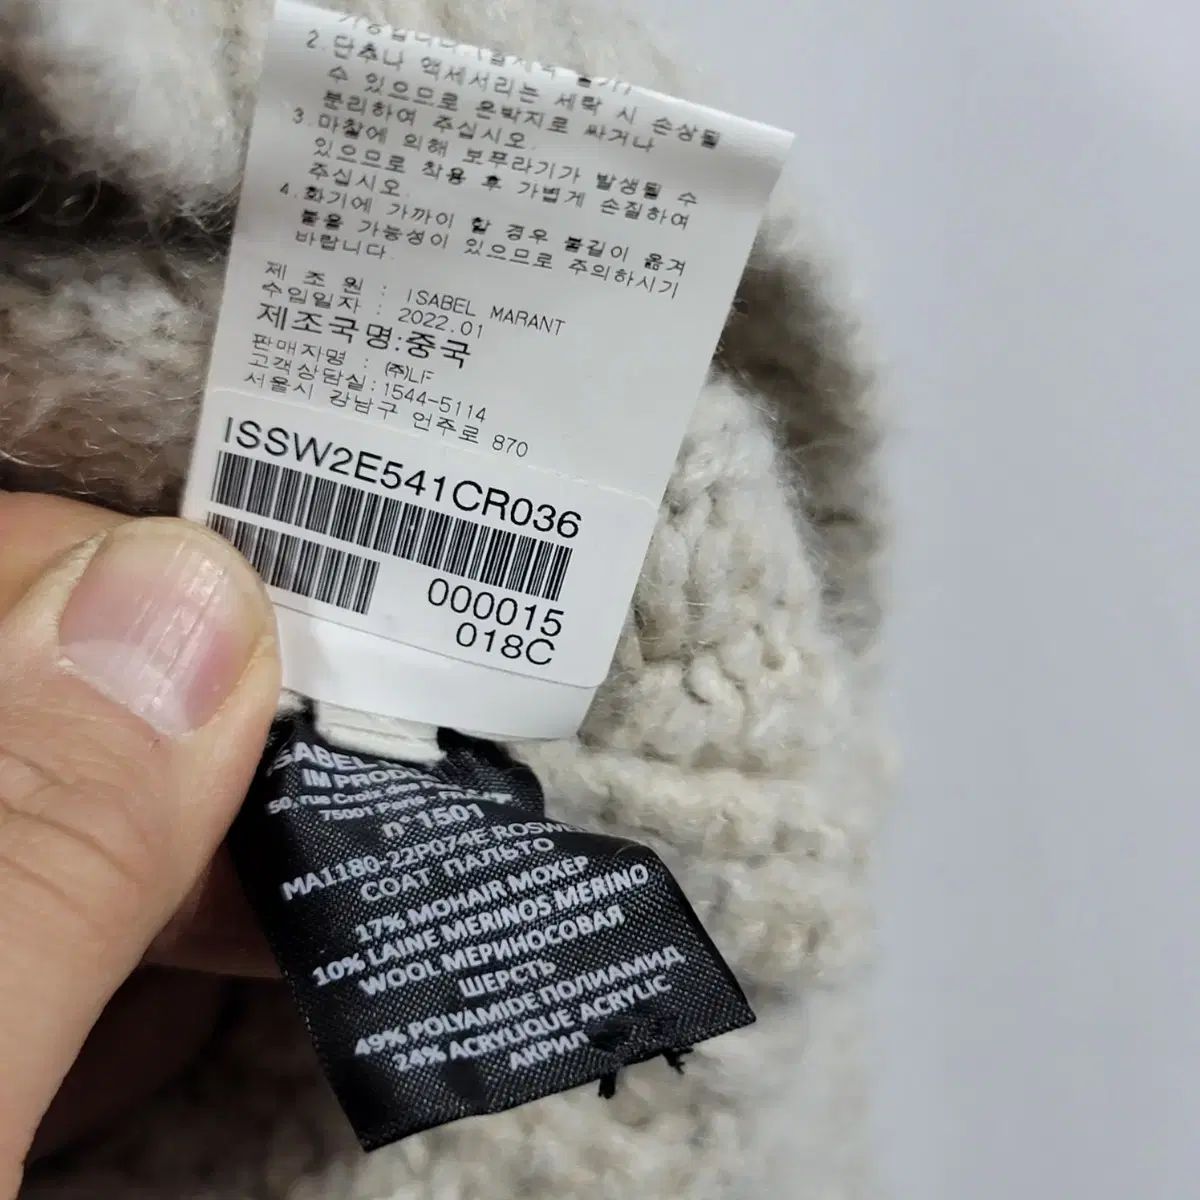 2. 단추나 액세서리는 세탁 시 손상될
수 있으므로 은박지로 싸거나
분리하여 주십시오.
3. 마찰에 의해 보푸라기가 발생될 수
있으므로 착용 후 가볍게 손질하여
주십시오.
4. 화기에 가까이 할 경우 불길이 옮겨
붙을 가능성이 있으므로 주의하시기
바랍니다.
제 조 원 : ISABEL MARANT
수입일자 : 2022.01
제조국명:중국
판매자명 : (주)LF
고객상담실:1544-5114
서울시 강남구 언주로 870
ISSW2E541CR036
000015
018C
IM
50, rue Croix
75001 Paris - FRANCE
n°1501
MA1180-22P074E
COAT ПАЛЬТО
17% MOHAIR МОХЕР
10% LAINE MERINOS MERINO
WOOL МЕРИНОСОВАЯ
ШЕРСТЬ
49% POLYAMIDE ПОЛИАМИД
24% ACRYLIQUE ACRYLIC
АКРИЛ